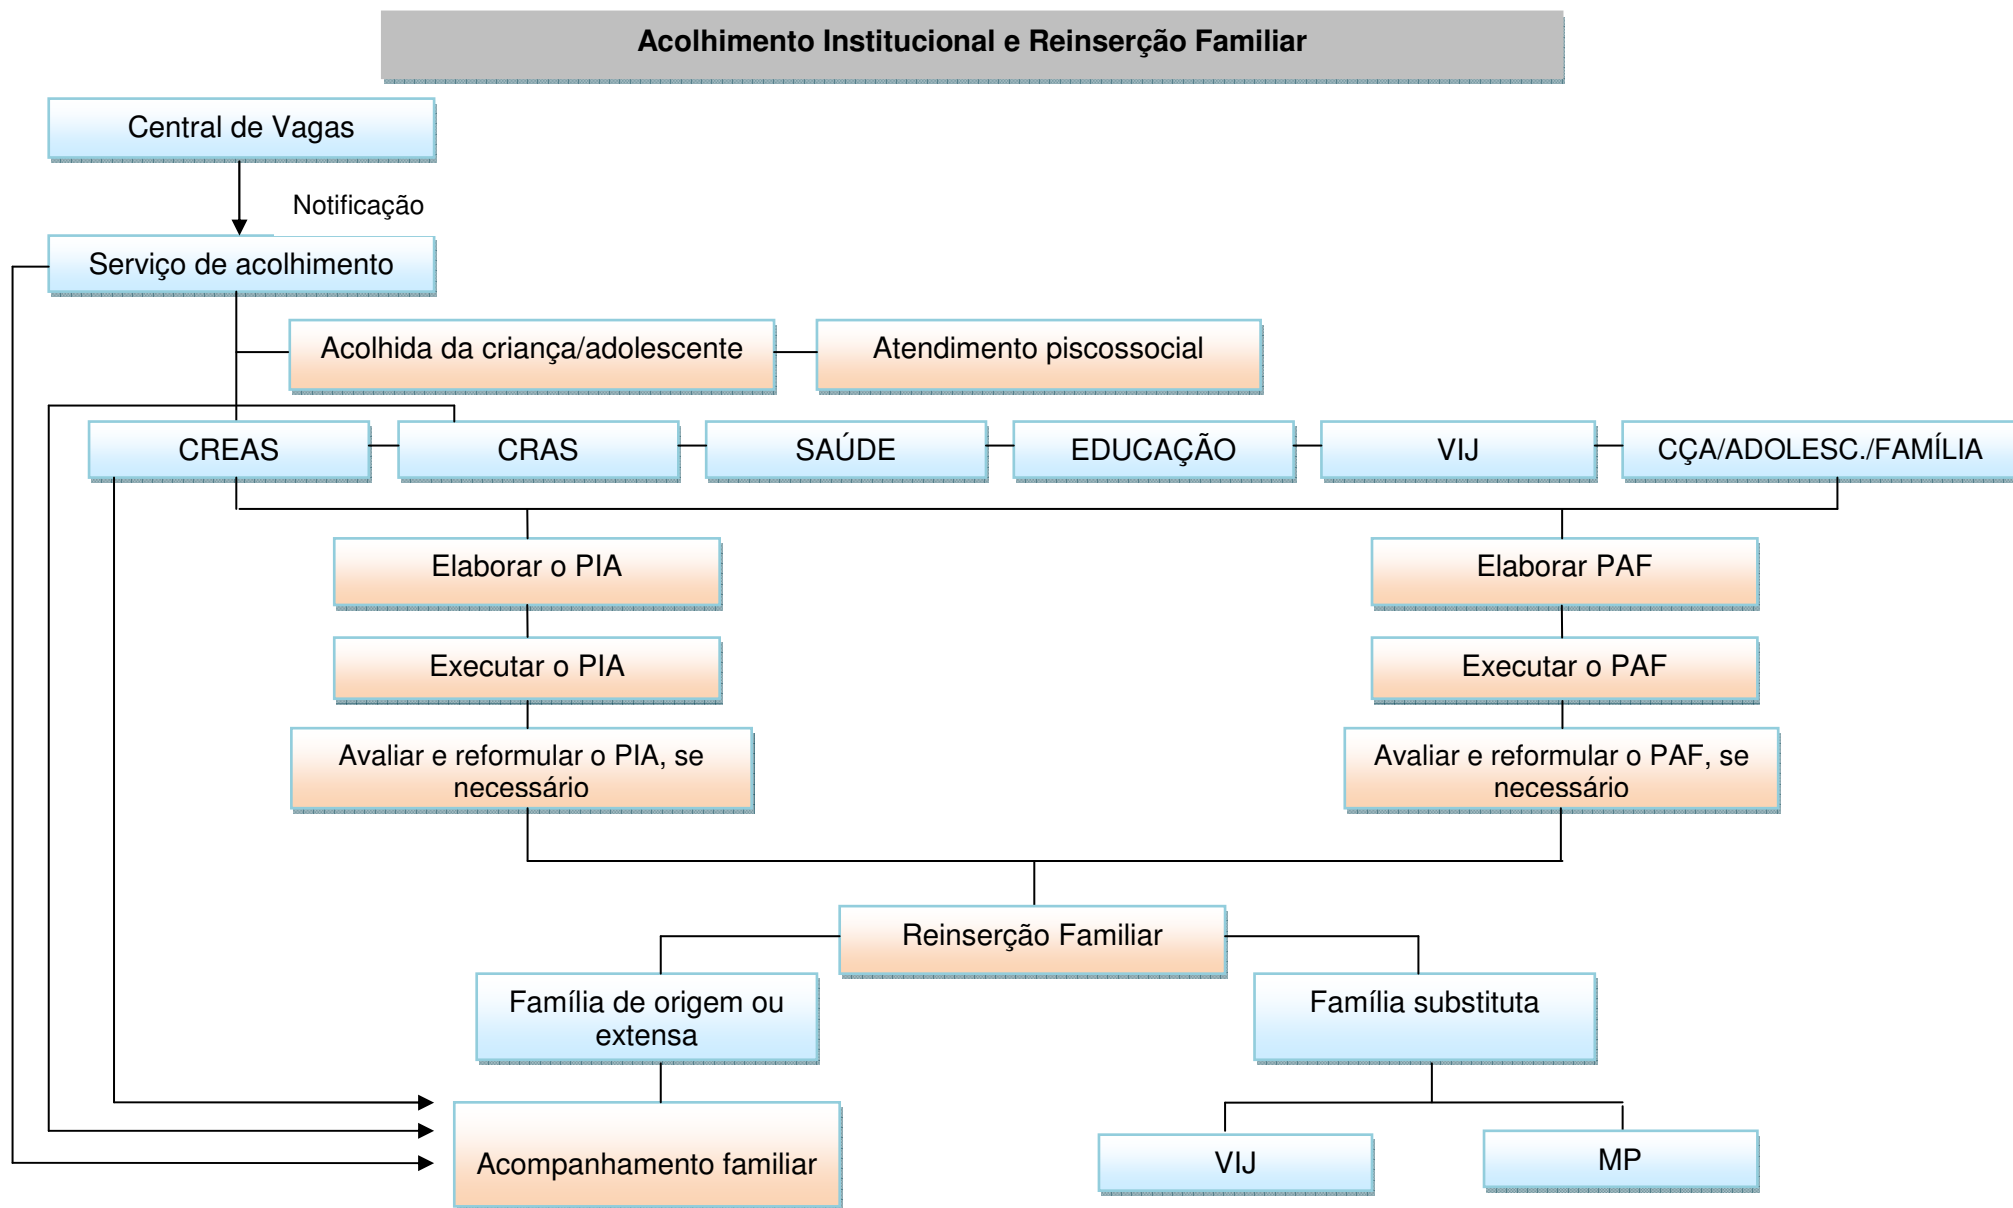 Acolhimento Institucional e Reinserção Familiar
Central de Vagas
Notificação
Serviço de acolhimento
Acolhida da criança/adolescente
Atendimento piscossocial
CREAS
CRAS
SAÚDE
EDUCAÇÃO
VIJ
CÇA/ADOLESC./FAMÍLIA
Elaborar o PIA
Elaborar PAF
Executar o PIA
Executar o PAF
Avaliar e reformular o PIA, se
necessário
Avaliar e reformular o PAF, se
necessário
Reinserção Familiar
Família de origem ou
extensa
Família substituta
Acompanhamento familiar
VIJ
MP